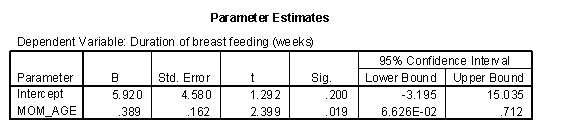 Parameter Estimates
Dependent Variable: Duration of breast feeding (weeks)
95% Confidence Interval
Parameter B Std. Error t Sig. Lower Bound Upper Bound
Intercept 5.920 4.580 1.292 .200 -3.195 15.035
MOM_AGE .389 .162 2.399 .019 6.626E-02 .712